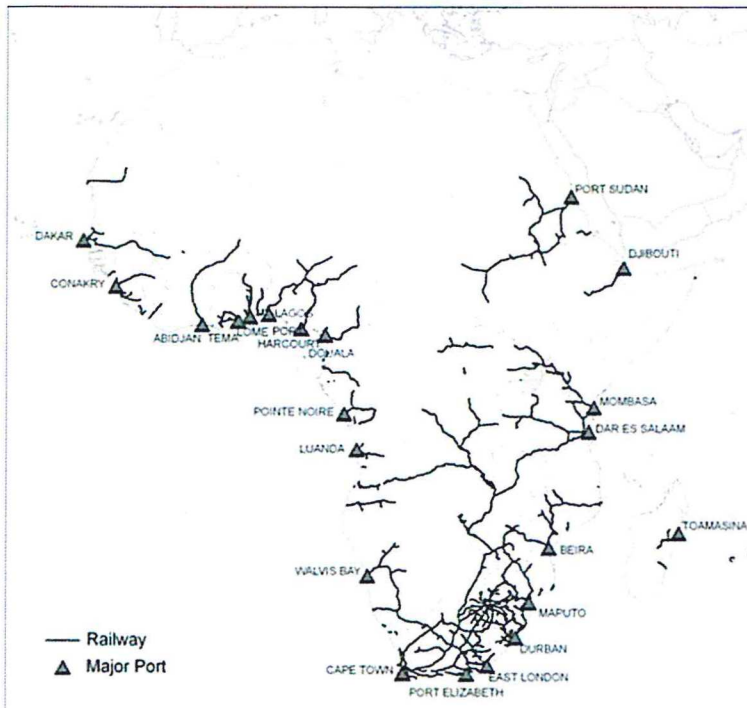 PORT SUDAN
DAKAR
DJIBOUTI
CONAKRY
LAGOS
ABIDJAN TEMA LOME PORT
HARCOURT
DOUALA
POINTE NOIRE
MOMBASA
DAR ES SALAAM
LUANDA
TOAMASINA
BEIRA
WALVIS BAY
MAPUTO
Railway
DURBAN
Major Port
CAPE TOWN
EAST LONDON
PORT ELIZABETH